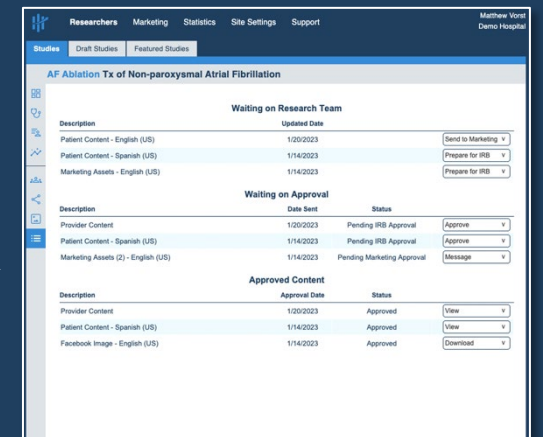 Researchers Marketing Statistics Site Settings Support
Matthew Vorst
Demo Hospital
Studies Draft Studies Featured Studies
AF Ablation Tx of Non-paroxysmal Atrial Fibrillation
Waiting on Research Team
Description Updated Date
Patient Content - English (US) 1/20/2023 Send to Marketing v
Patient Content - Spanish (US) 1/14/2023 Prepare for IRB v
Marketing Assets - English (US) 1/14/2023 Prepare for IRB v
Waiting on Approval
Description Date Sent Status
Provider Content 1/20/2023 Pending IRB Approval Approve v
Patient Content - Spanish (US) 1/14/2023 Pending IRB Approval Approve v
Marketing Assets (2) - English (US) 1/14/2023 Pending Marketing Approval Message v
Approved Content
Description Approval Date Status
Provider Content 1/20/2023 Approved View v
Patient Content - Spanish (US) 1/14/2023 Approved View v
Facebook Image - English (US) 1/14/2023 Approved Download v